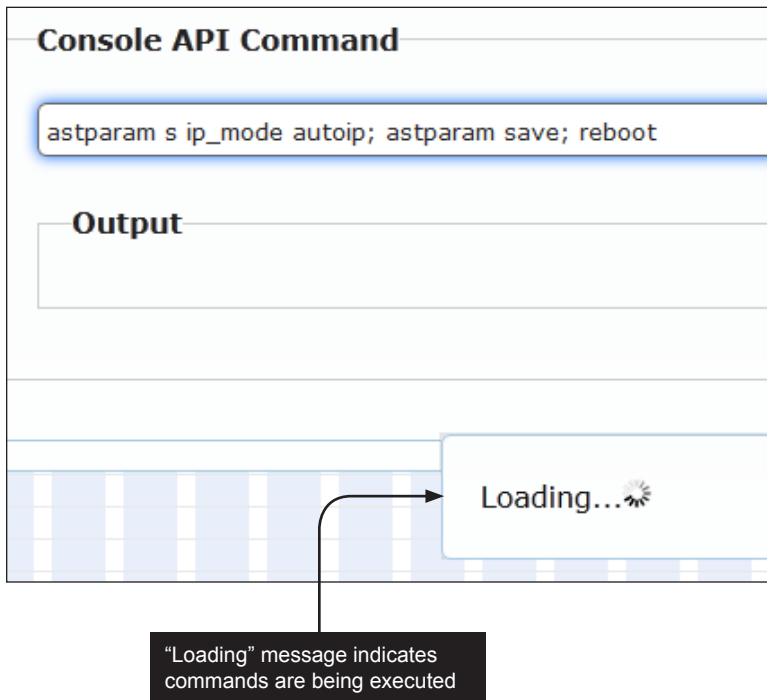 Console API Command
astparam s ip_mode autoip; astparam save; reboot
Output
Loading...
“Loading” message indicates
commands are being executed